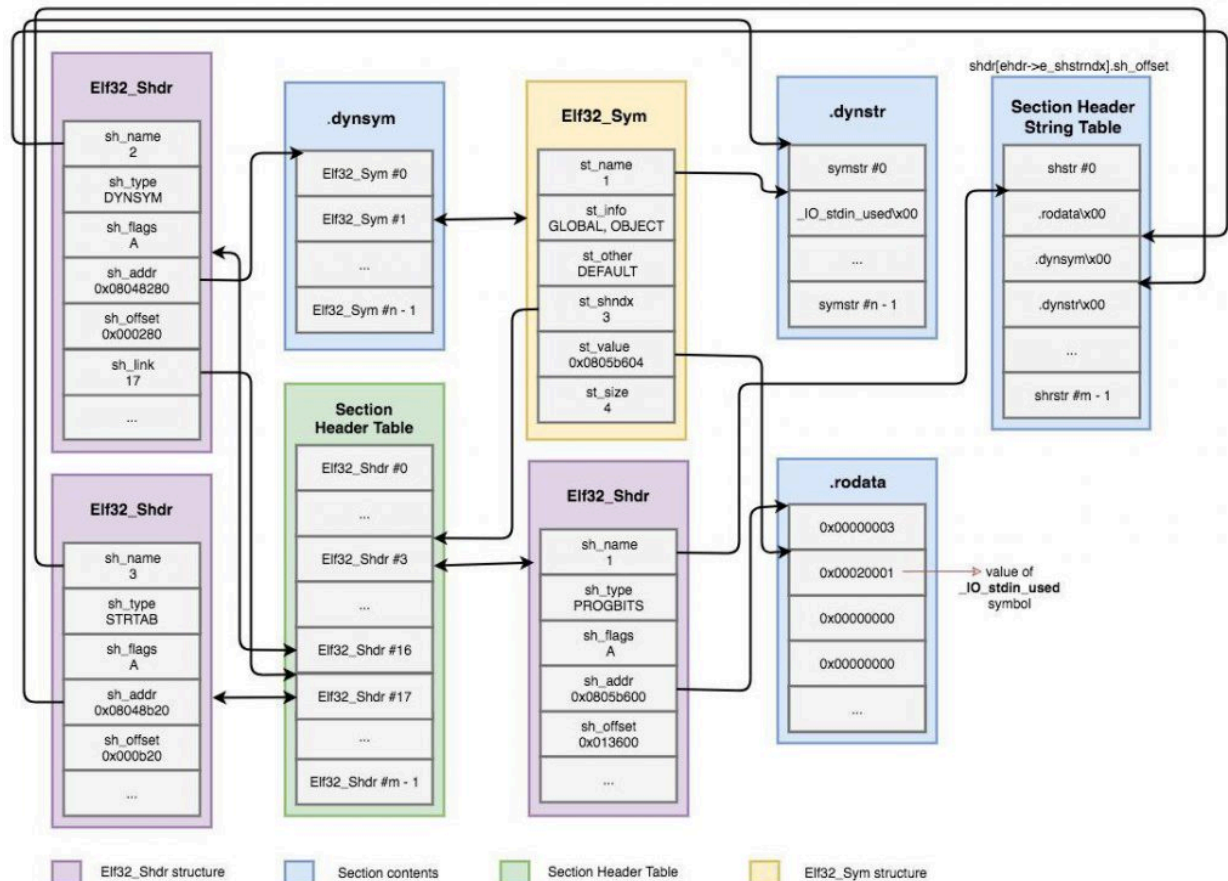 shdr[ehdr->e_shstrndx].sh_offset
Elf32_Shdr
sh_name
2
sh_type
DYNSYM
sh_flags
A
sh_addr
0x08048280
sh_offset
0x000280
sh_link
17
...
.dynsym
Elf32_Sym #0
Elf32_Sym #1
...
Elf32_Sym #n - 1
Elf32_Sym
st_name
1
st_info
GLOBAL, OBJECT
st_other
DEFAULT
st_shndx
3
st_value
0x0805b604
st_size
4
.dynstr
symstr #0
_IO_stdin_used\x00
...
symstr #n - 1
Section Header
String Table
shstr #0
.rodata\x00
.dynsym\x00
.dynstr\x00
...
shrstr #m - 1
Elf32_Shdr
sh_name
3
sh_type
STRTAB
sh_flags
A
sh_addr
0x08048b20
sh_offset
0x000b20
...
Section
Header Table
Elf32_Shdr #0
...
Elf32_Shdr #3
...
Elf32_Shdr #16
Elf32_Shdr #17
...
Elf32_Shdr #m - 1
Elf32_Shdr
sh_name
1
sh_type
PROGBITS
sh_flags
A
sh_addr
0x0805b600
sh_offset
0x013600
...
.rodata
0x00000003
0x00020001
0x00000000
0x00000000
...
value of
_IO_stdin_used
symbol
Elf32_Shdr structure
Section contents
Section Header Table
Elf32_Sym structure